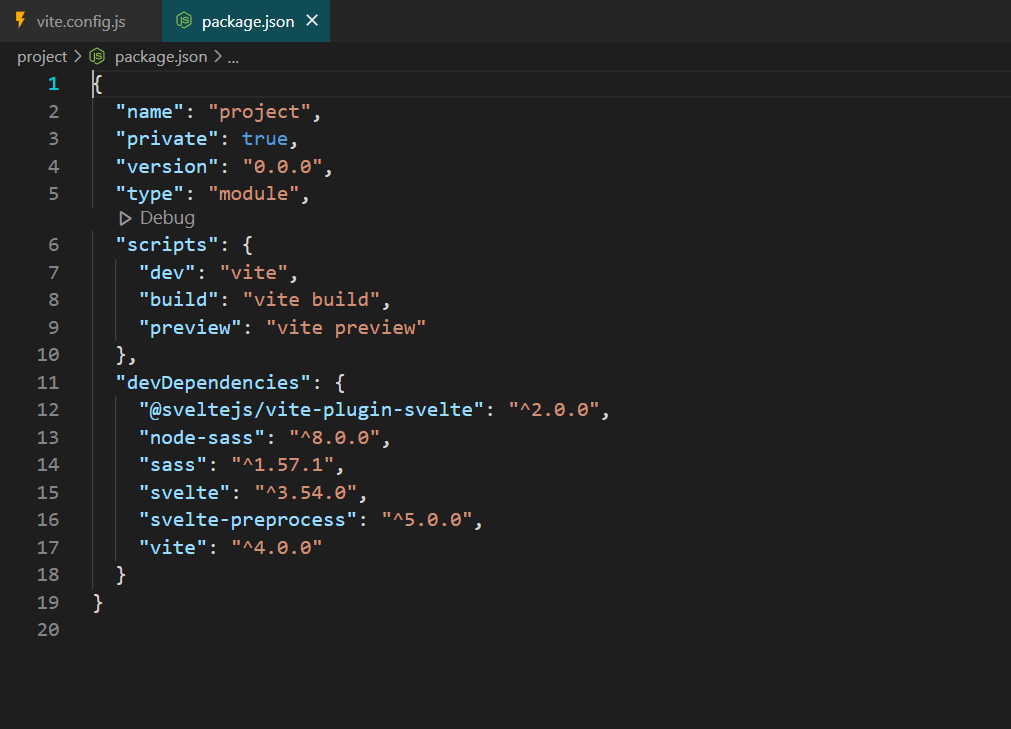 vite.config.js package.json
project > package.json > ...
1 {
2 "name": "project",
3 "private": true,
4 "version": "0.0.0",
5 "type": "module",
Debug
6 "scripts": {
7 "dev": "vite",
8 "build": "vite build",
9 "preview": "vite preview"
10 },
11 "devDependencies": {
12 "@sveltejs/vite-plugin-svelte": "^2.0.0",
13 "node-sass": "^8.0.0",
14 "sass": "^1.57.1",
15 "svelte": "^3.54.0",
16 "svelte-preprocess": "^5.0.0",
17 "vite": "^4.0.0"
18 }
19 }
20